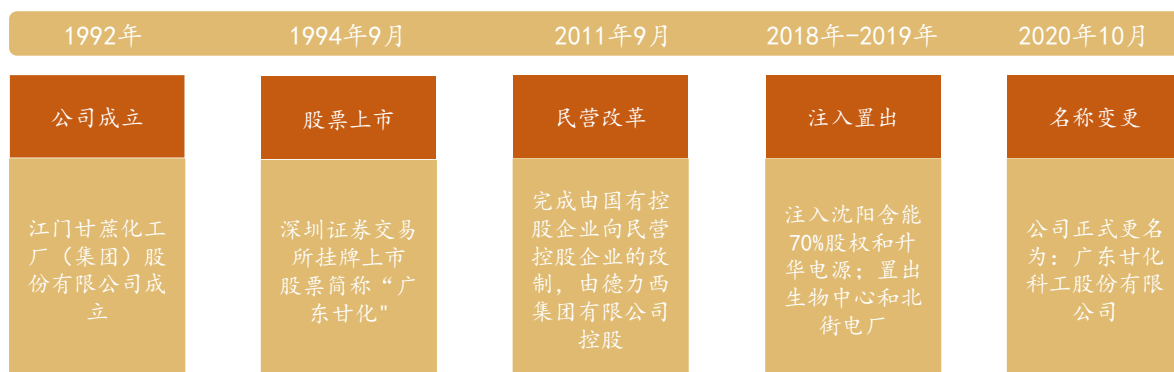 1992年
1994年9月
2011年9月
2018年-2019年
2020年10月
公司成立
股票上市
民营改革
注入置出
名称变更
江门甘蔗化工
厂（集团）股
份有限公司成
立
深圳证券交易
所挂牌上市
股票简称“广
东甘化"
完成由国有控
股企业向民营
控股企业的改
制，由德力西
集团有限公司
控股
注入沈阳含能
70%股权和升
华电源；置出
生物中心和北
街电厂
公司正式更名
为：广东甘化
科工股份有限
公司